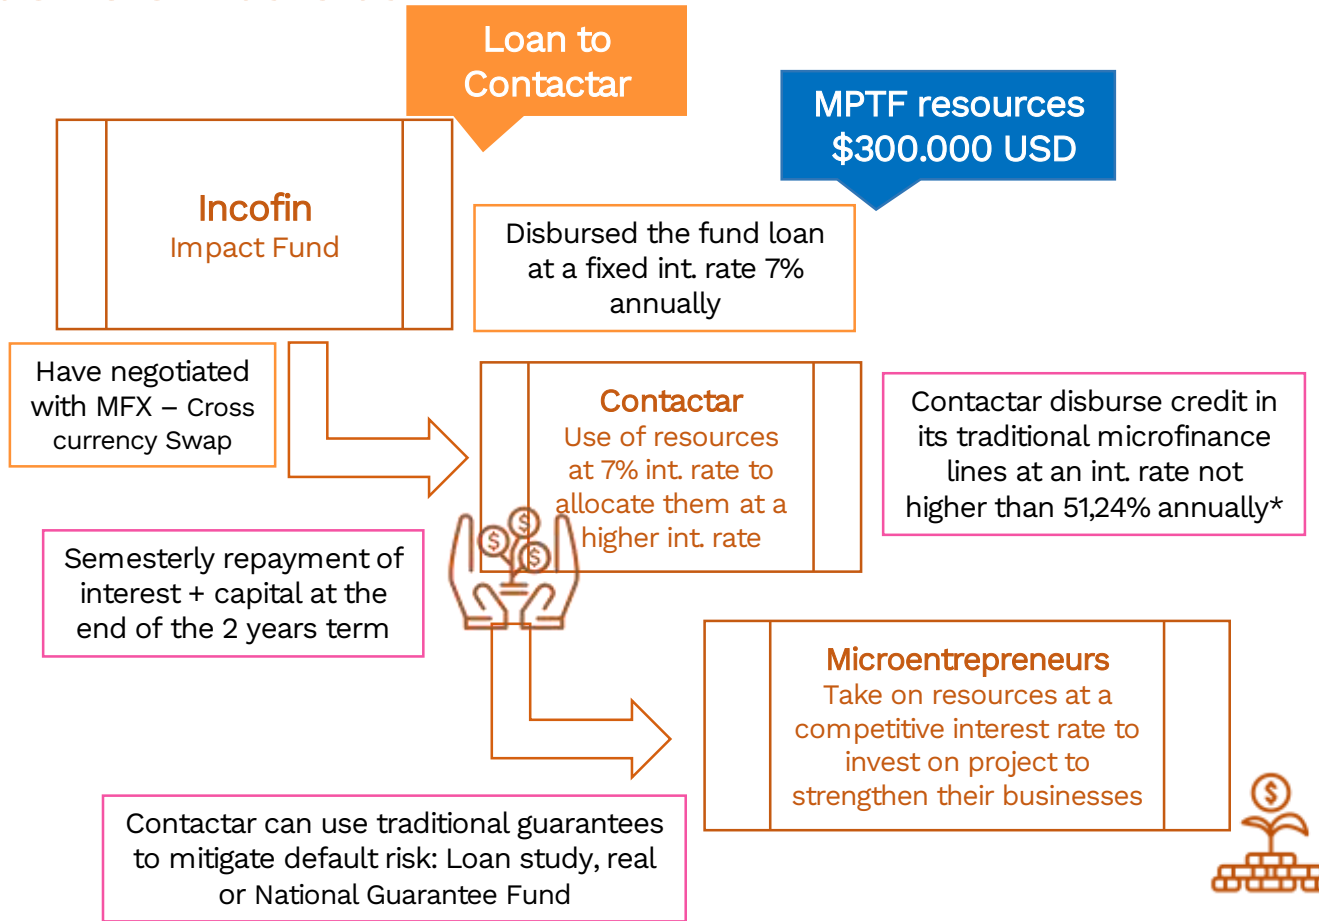 Loan to
Contactar
MPTF resources
$300.000 USD
Incofin
Impact Fund
Disbursed the fund loan
at a fixed int. rate 7%
annually
Have negotiated
with MFX – Cross
currency Swap
Contactar
Use of resources
at 7% int. rate to
allocate them at a
higher int. rate
Contactar disburse credit in
its traditional microfinance
lines at an int. rate not
higher than 51,24% annually*
Semesterly repayment of
interest + capital at the
end of the 2 years term
Microentrepreneurs
Take on resources at a
competitive interest rate to
invest on project to
strengthen their businesses
Contactar can use traditional guarantees
to mitigate default risk: Loan study, real
or National Guarantee Fund